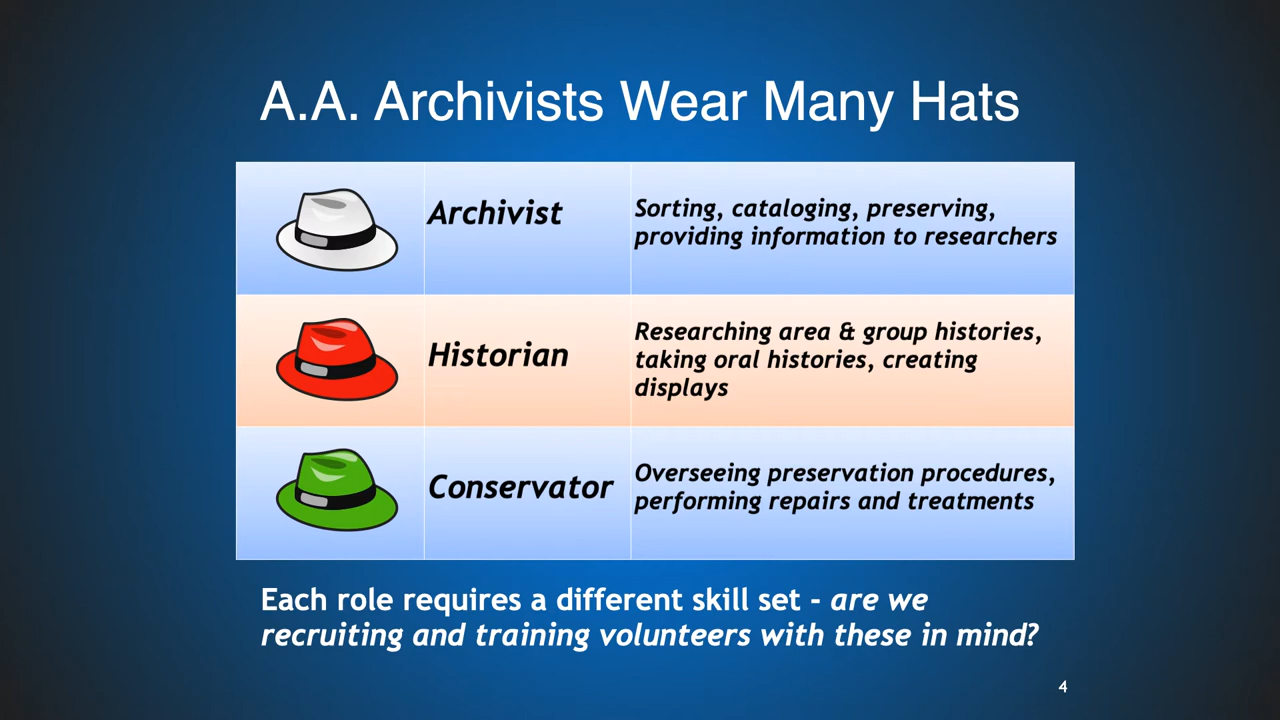 A.A. Archivists Wear Many Hats
Archivist
Sorting, cataloging, preserving,
providing information to researchers
Historian
Researching area & group histories,
taking oral histories, creating
displays
Conservator
Overseeing preservation procedures,
performing repairs and treatments
Each role requires a different skill set - are we
recruiting and training volunteers with these in mind?
4